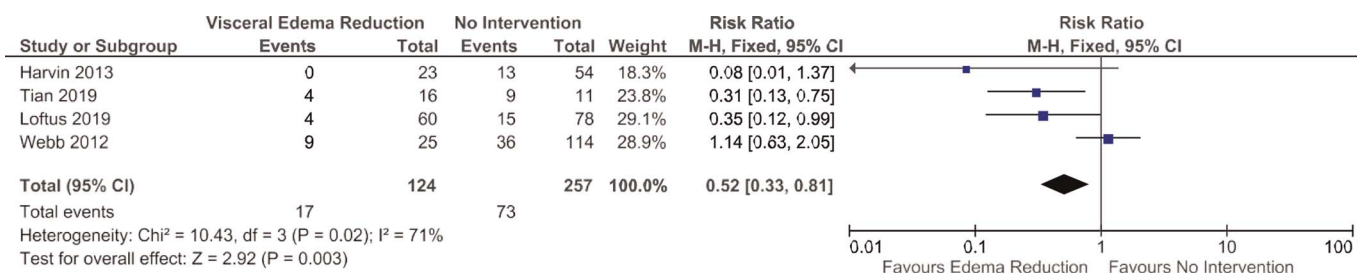 Visceral Edema Reduction No Intervention Risk Ratio Risk Ratio
Study or Subgroup Events Total Events Total Weight M-H, Fixed, 95% CI M-H, Fixed, 95% CI
Harvin 2013 0 23 13 54 18.3% 0.08 [0.01, 1.37]
Tian 2019 4 16 9 11 23.8% 0.31 [0.13, 0.75]
Loftus 2019 4 60 15 78 29.1% 0.35 [0.12, 0.99]
Webb 2012 9 25 36 114 28.9% 1.14 [0.63, 2.05]
Total (95% CI) 124 257 100.0% 0.52 [0.33, 0.81]
Total events 17 73
Heterogeneity: Chi² = 10.43, df = 3 (P = 0.02); I² = 71%
Test for overall effect: Z = 2.92 (P = 0.003)
0.01 0.1 1 10 100
Favours Edema Reduction Favours No Intervention